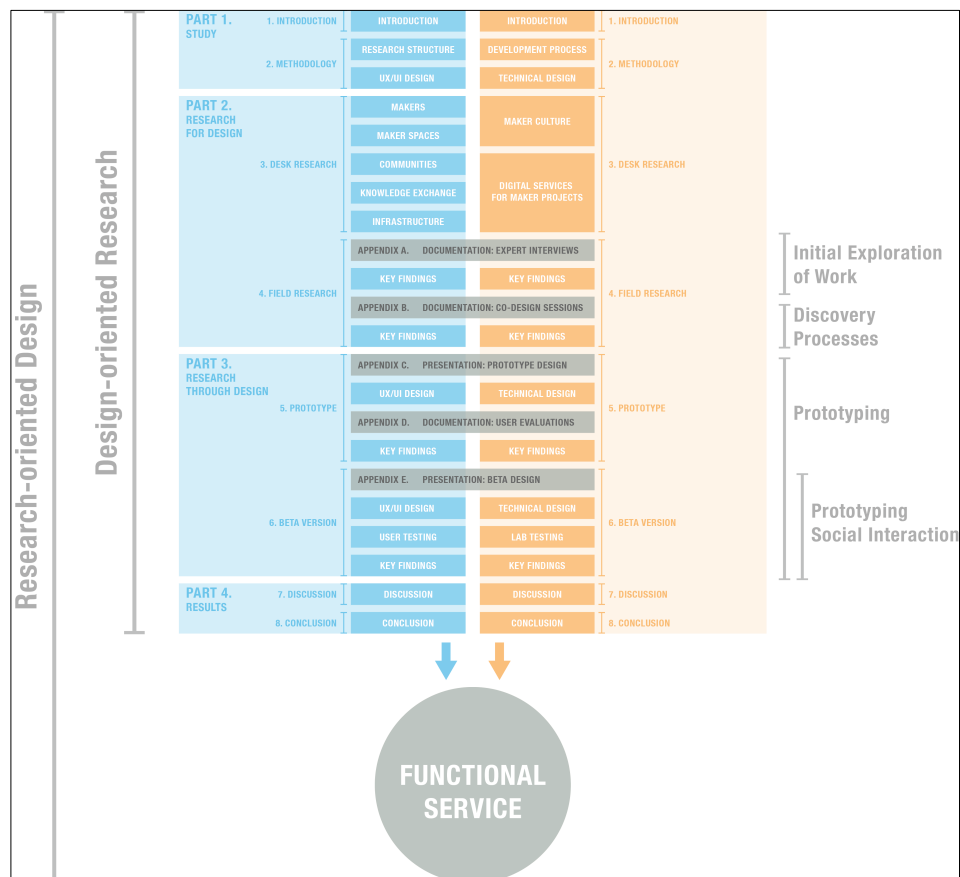 Research-oriented Design
Design-oriented Research
PART 1.
STUDY
1. INTRODUCTION
INTRODUCTION
INTRODUCTION
1. INTRODUCTION
2. METHODOLOGY
RESEARCH STRUCTURE
DEVELOPMENT PROCESS
2. METHODOLOGY
UX/UI DESIGN
TECHNICAL DESIGN
PART 2.
RESEARCH
FOR DESIGN
3. DESK RESEARCH
MAKERS
MAKER SPACES
COMMUNITIES
KNOWLEDGE EXCHANGE
INFRASTRUCTURE
MAKER CULTURE
DIGITAL SERVICES
FOR MAKER PROJECTS
3. DESK RESEARCH
4. FIELD RESEARCH
APPENDIX A. DOCUMENTATION: EXPERT INTERVIEWS
KEY FINDINGS
KEY FINDINGS
4. FIELD RESEARCH
APPENDIX B. DOCUMENTATION: CO-DESIGN SESSIONS
KEY FINDINGS
KEY FINDINGS
Initial Exploration
of Work
Discovery
Processes
PART 3.
RESEARCH
THROUGH DESIGN
5. PROTOTYPE
APPENDIX C. PRESENTATION: PROTOTYPE DESIGN
UX/UI DESIGN
TECHNICAL DESIGN
5. PROTOTYPE
APPENDIX D. DOCUMENTATION: USER EVALUATIONS
KEY FINDINGS
KEY FINDINGS
Prototyping
6. BETA VERSION
APPENDIX E. PRESENTATION: BETA DESIGN
UX/UI DESIGN
TECHNICAL DESIGN
6. BETA VERSION
USER TESTING
LAB TESTING
KEY FINDINGS
KEY FINDINGS
Prototyping
Social Interaction
PART 4.
RESULTS
7. DISCUSSION
DISCUSSION
DISCUSSION
7. DISCUSSION
8. CONCLUSION
CONCLUSION
CONCLUSION
8. CONCLUSION
FUNCTIONAL
SERVICE